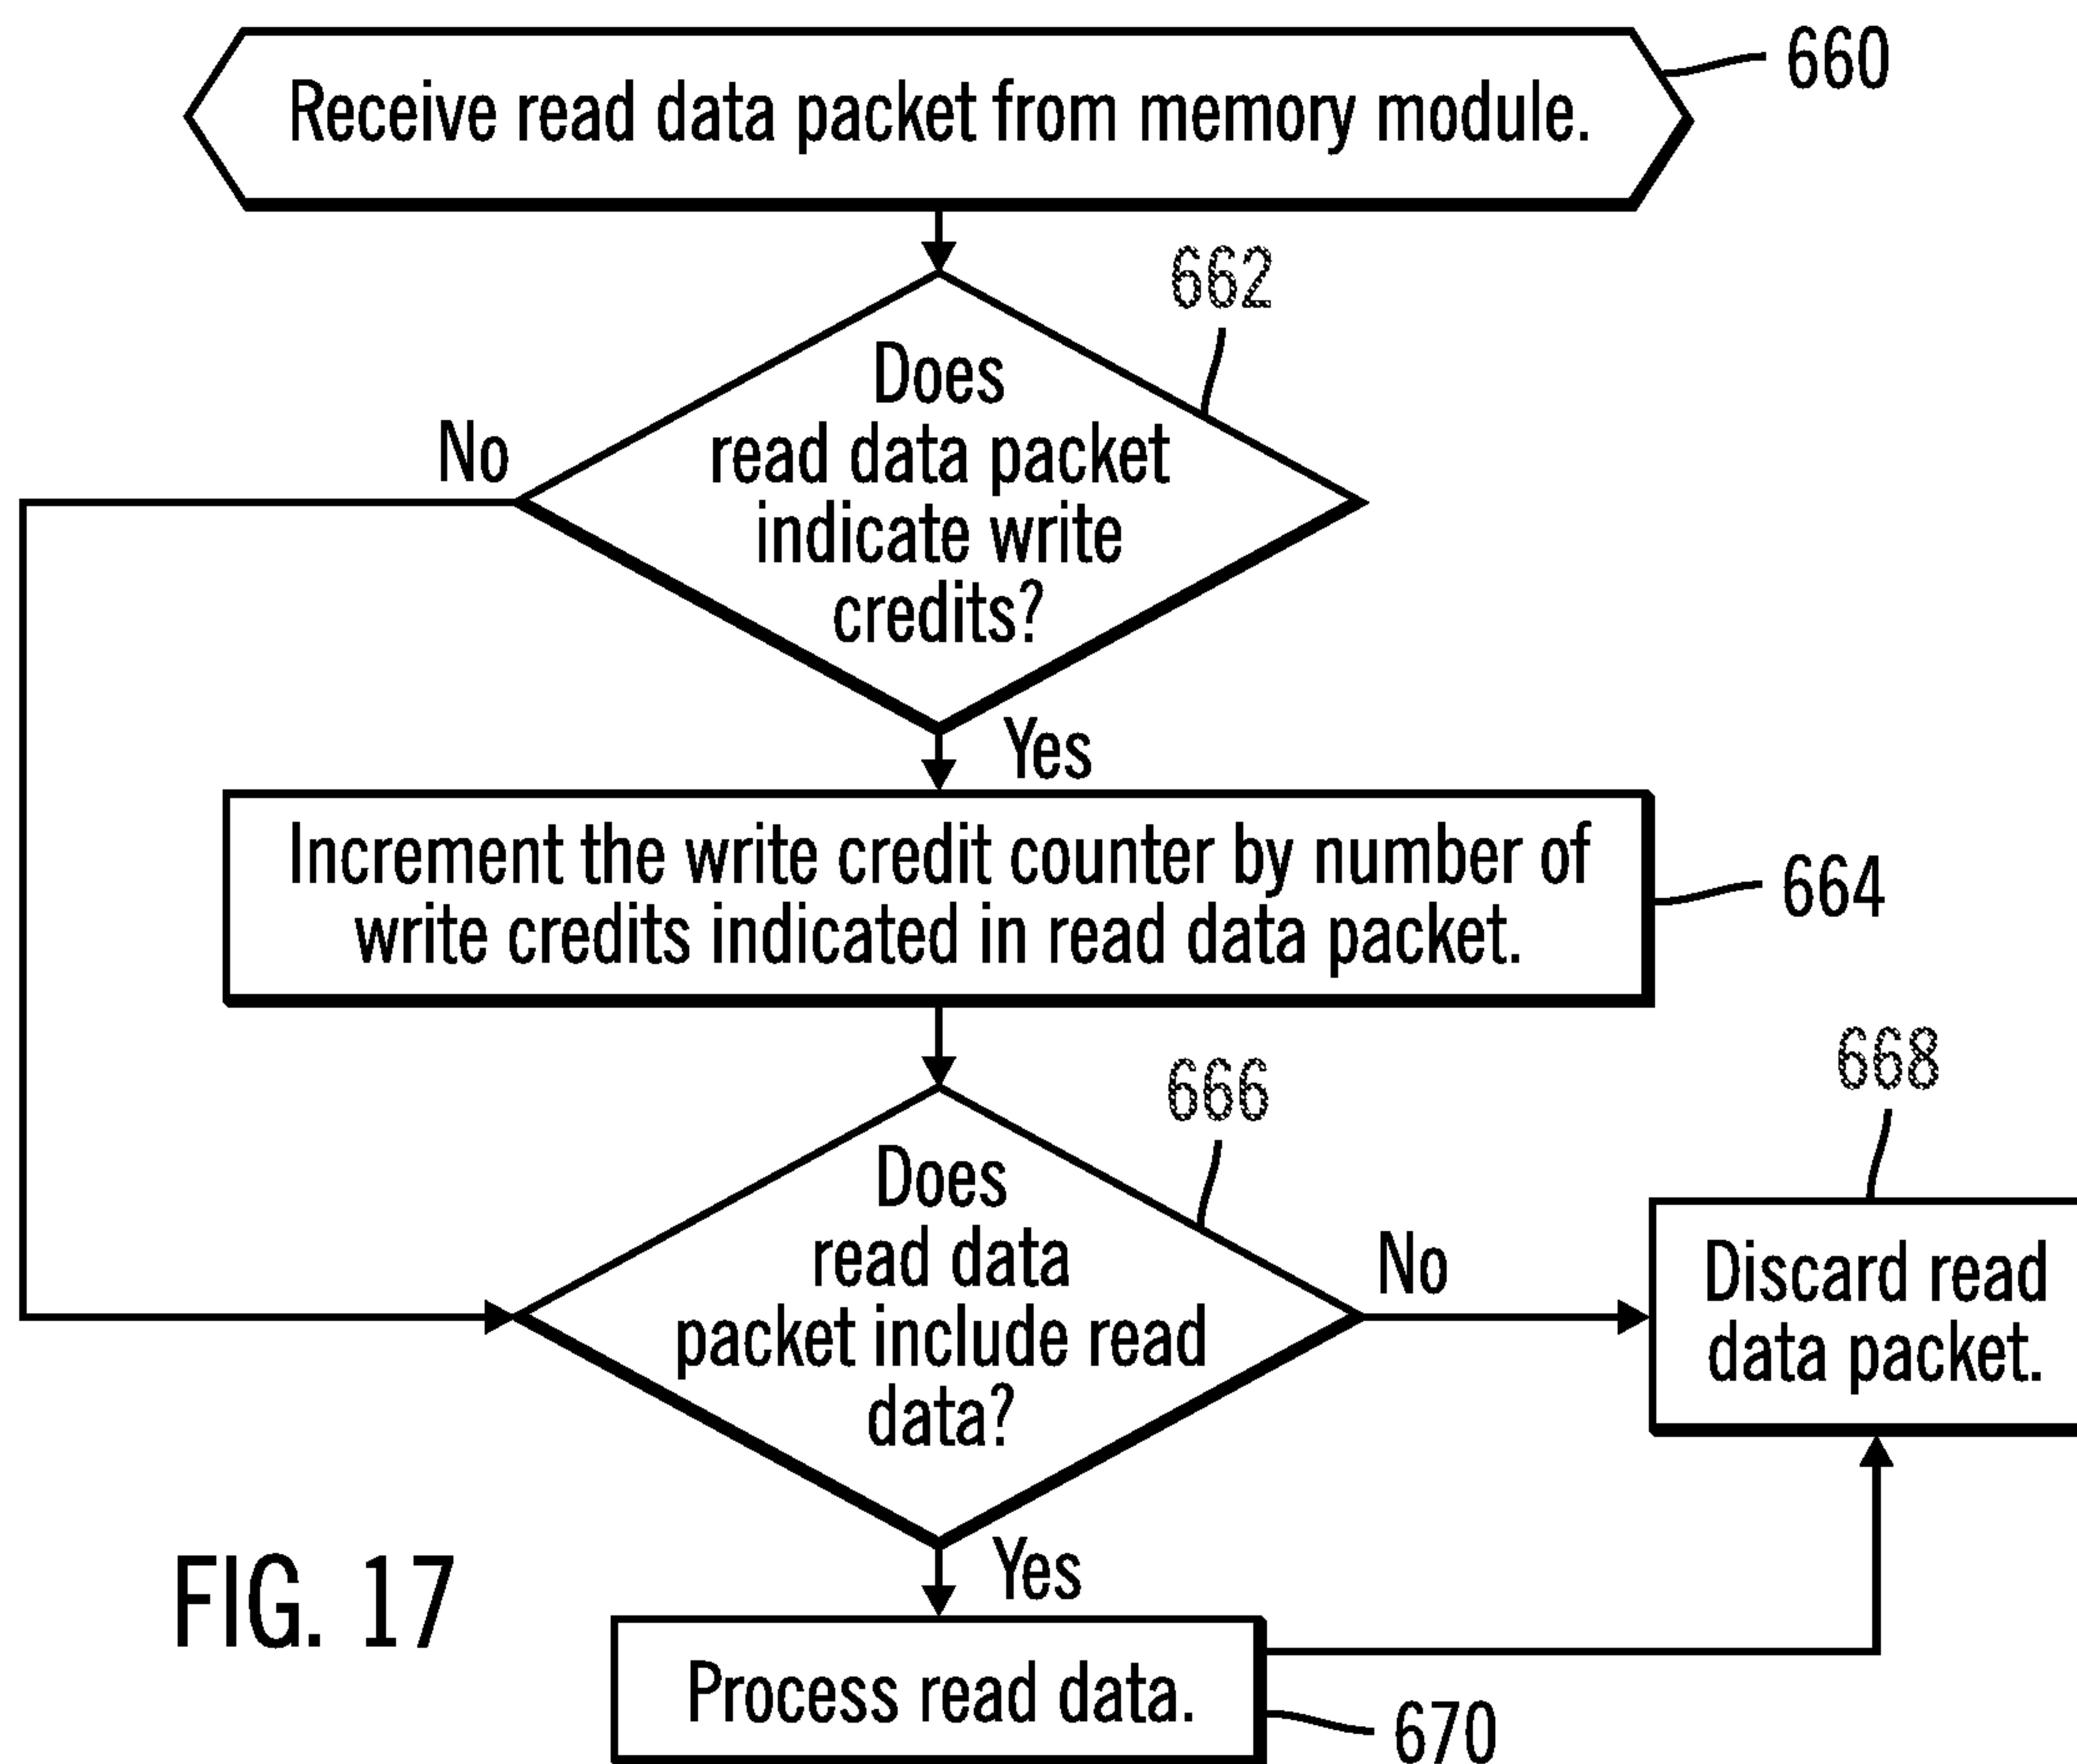 Receive read data packet from memory module.
660
662
Does
read data packet
indicate write
credits?
No
Yes
Increment the write credit counter by number of
write credits indicated in read data packet.
664
666
668
Does
read data
packet include read
data?
No
Discard read
data packet.
Yes
FIG. 17
Process read data.
670